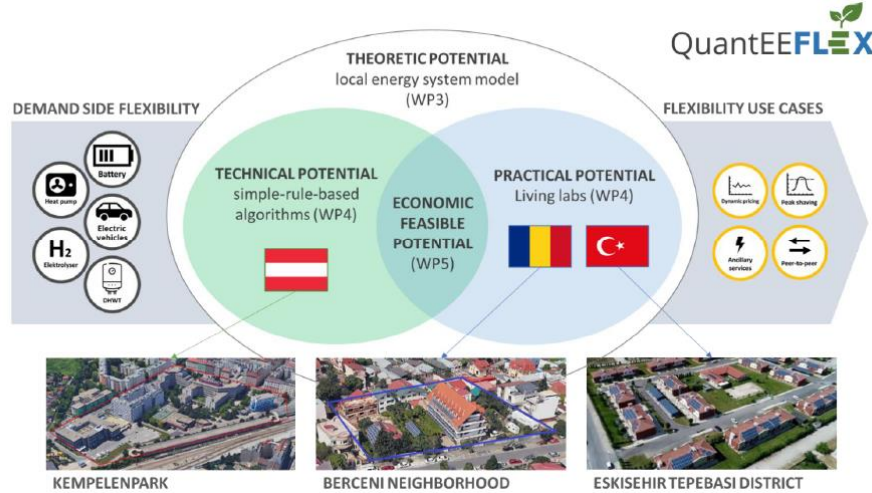 QuantEEFLEX
THEORETIC POTENTIAL
local energy system model
(WP3)
DEMAND SIDE FLEXIBILITY
FLEXIBILITY USE CASES
Battery
Heat pump
Electric
vehicles
H₂
Elektrolyser
DHWT
TECHNICAL POTENTIAL
simple-rule-based
algorithms (WP4)
ECONOMIC
FEASIBLE
POTENTIAL
(WP5)
PRACTICAL POTENTIAL
Living labs (WP4)
Dynamic pricing
Peak shaving
Ancillary
services
Peer-to-peer
KEMPELENPARK
BERCENI NEIGHBORHOOD
ESKISEHIR TEPEBASI DISTRICT